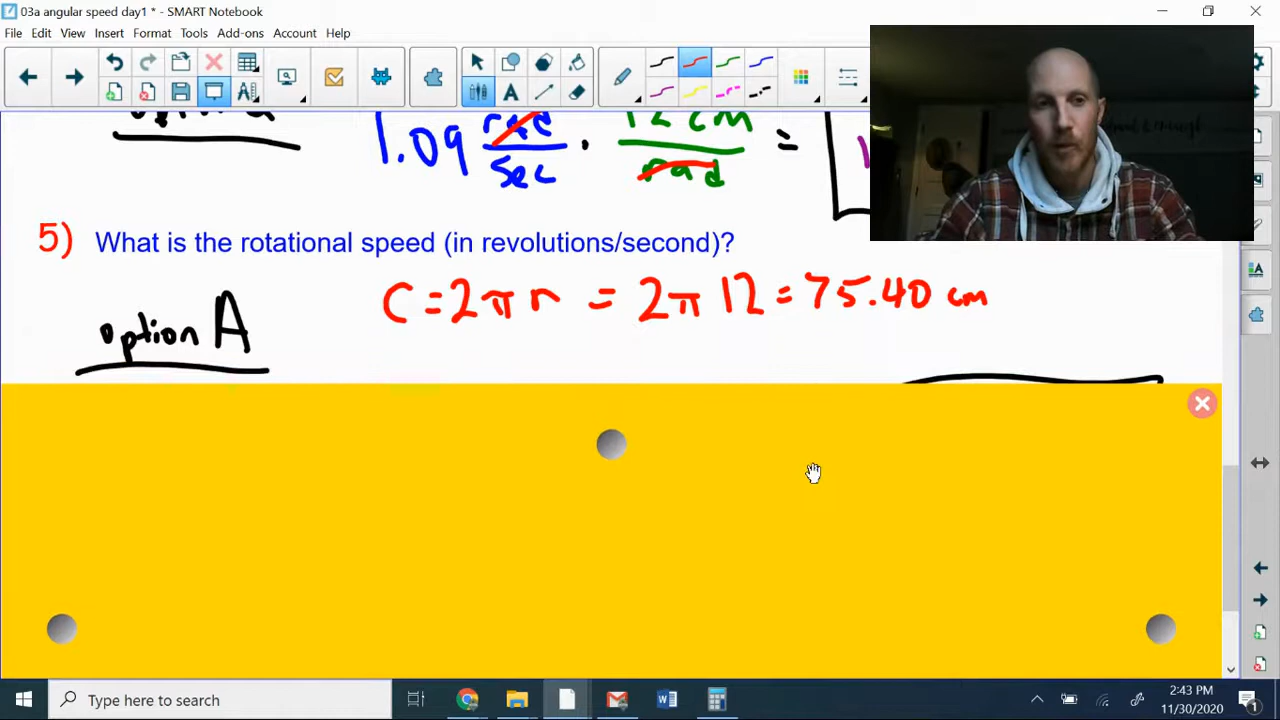 03a angular speed day1 * - SMART Notebook
File Edit View Insert Format Tools Add-ons Account Help
1.09 rad/sec · 12 cm/rad =
5) What is the rotational speed (in revolutions/second)?
C = 2πr = 2π 12 = 75.40 cm
option A
Type here to search
2:43 PM
11/30/2020